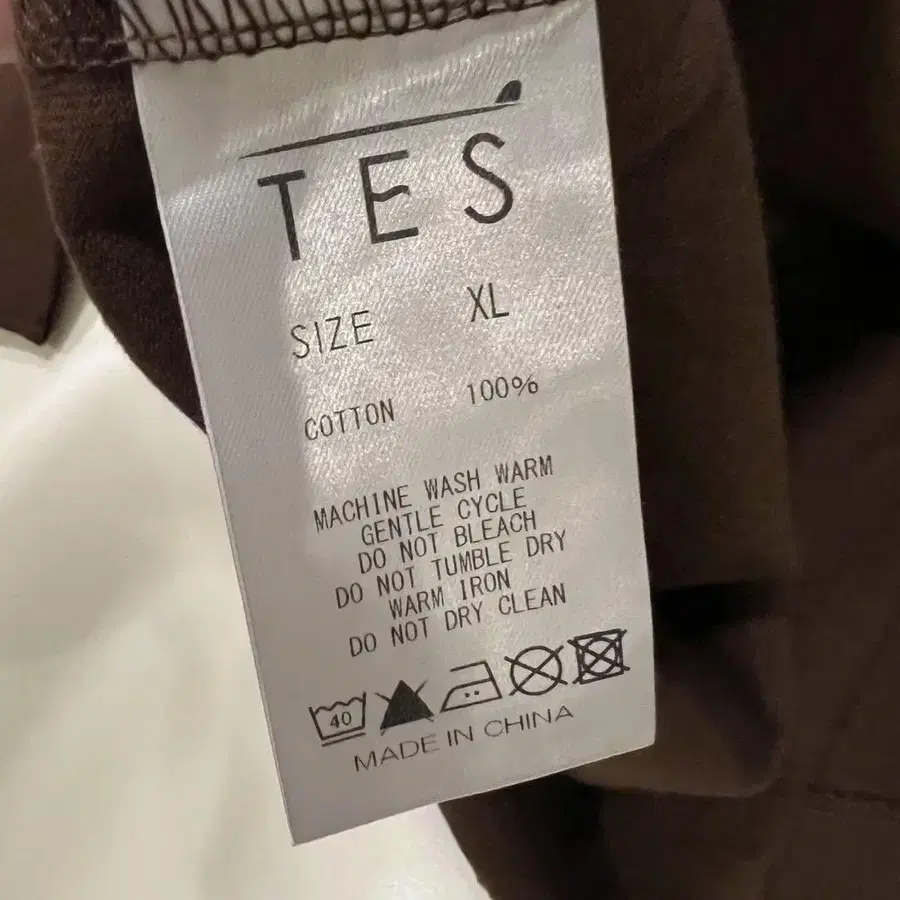 TES
SIZE XL
COTTON 100%
MACHINE WASH WARM
GENTLE CYCLE
DO NOT BLEACH
DO NOT TUMBLE DRY
WARM IRON
DO NOT DRY CLEAN
40
MADE IN CHINA